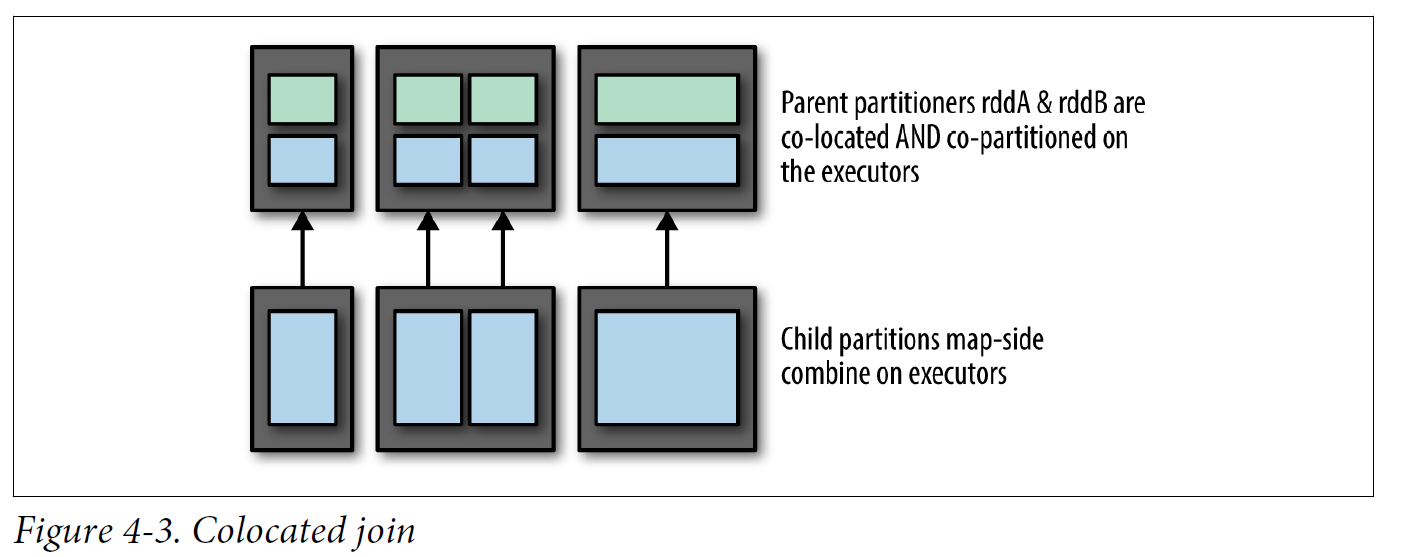 Parent partitioners rddA & rddB are
co-located AND co-partitioned on
the executors
Child partitions map-side
combine on executors
Figure 4-3. Colocated join